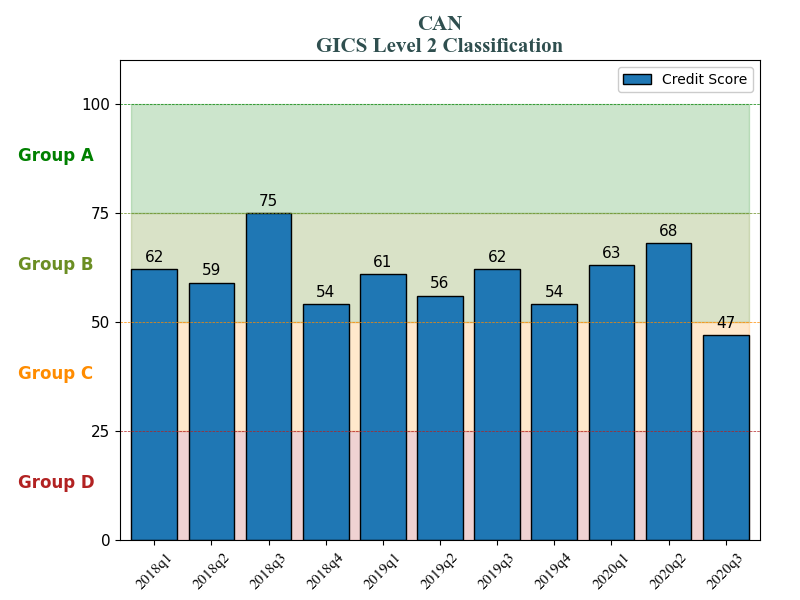 CAN
GICS Level 2 Classification
Credit Score
100
Group A
75
75
68
Group B
62
59
54
61
56
62
54
63
50
47
Group C
25
Group D
0
2018q1
2018q2
2018q3
2018q4
2019q1
2019q2
2019q3
2019q4
2020q1
2020q2
2020q3